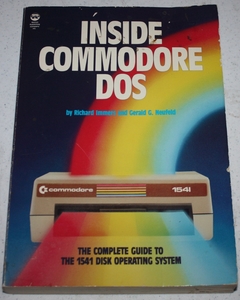 INSIDE
COMMODORE
DOS
by Richard Immers and Gerald G. Neufeld
commodore
1541
THE COMPLETE GUIDE TO
THE 1541 DISK OPERATING SYSTEM